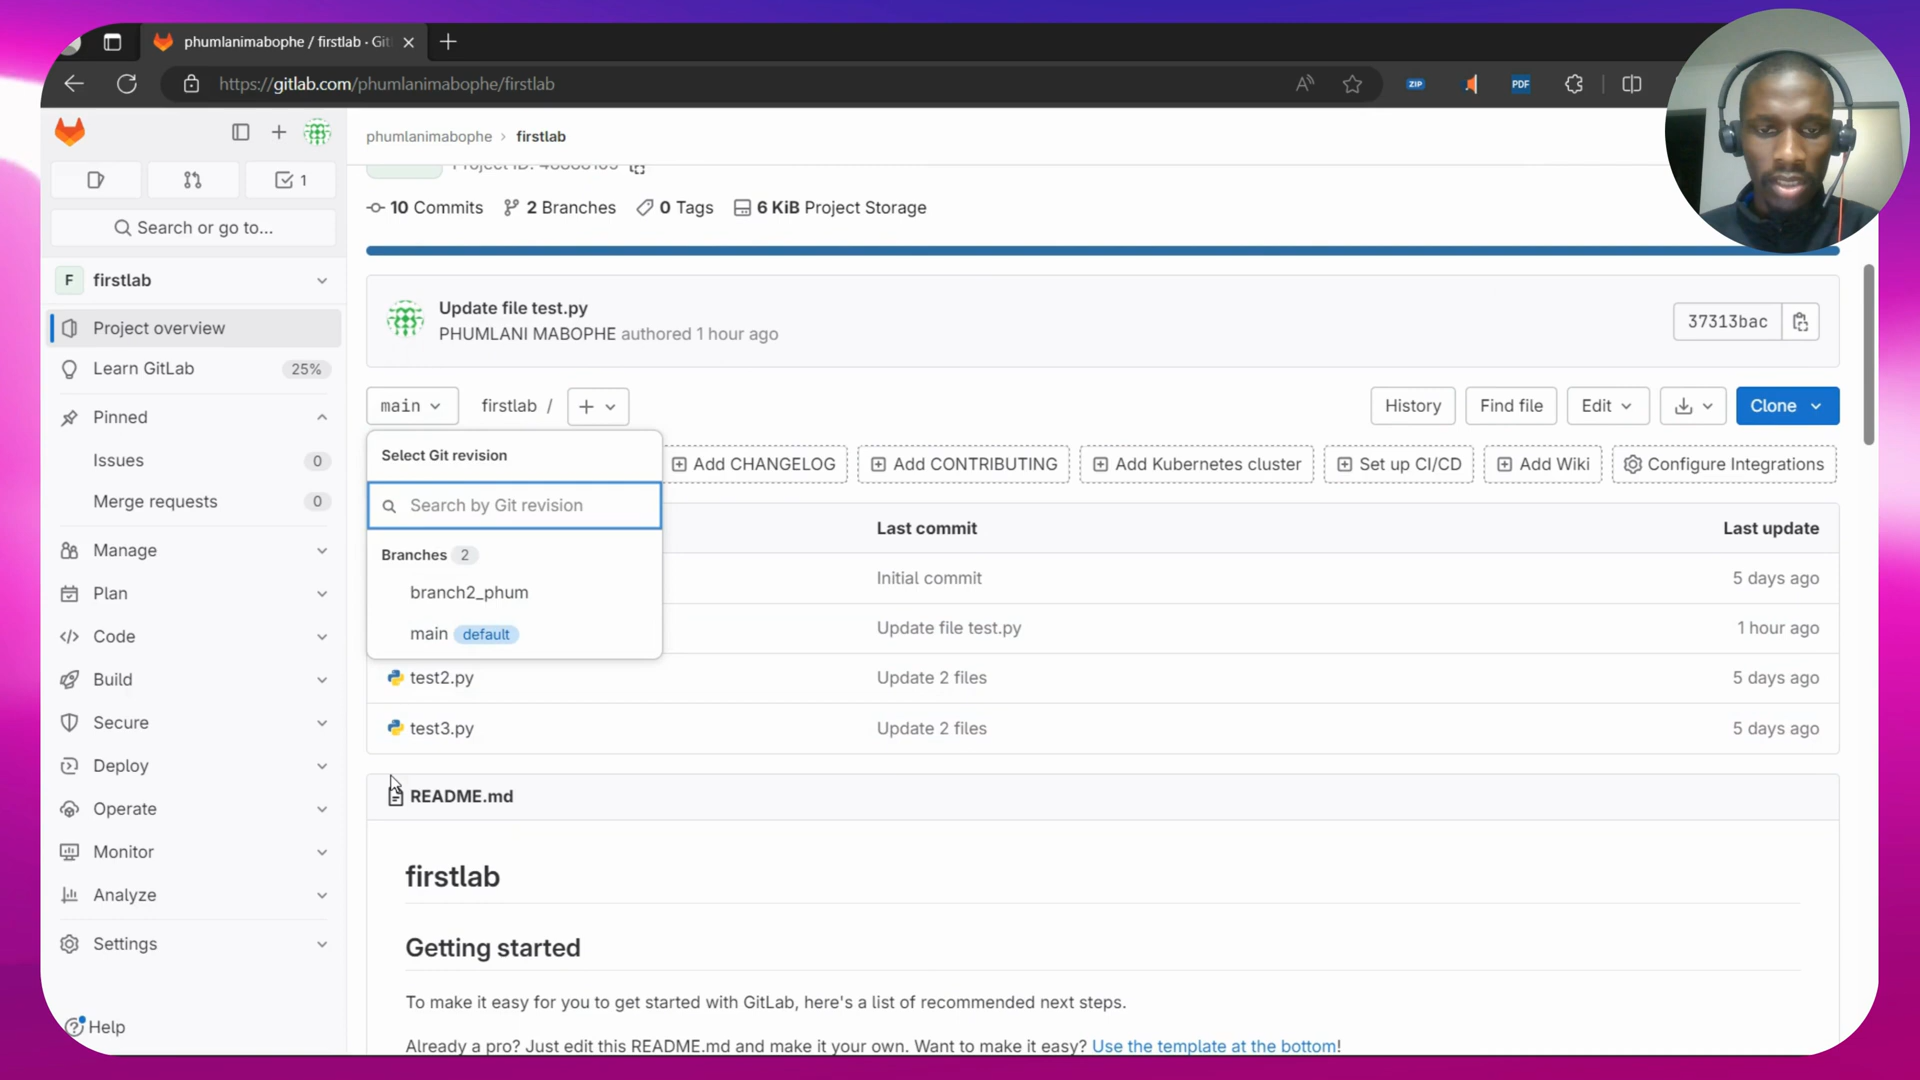 phumlanimabophe / firstlab · Git
https://gitlab.com/phumlanimabophe/firstlab
ZIP
PDF
1
Search or go to...
F firstlab
Project overview
Learn GitLab 25%
Pinned
Issues 0
Merge requests 0
Manage
Plan
Code
Build
Secure
Deploy
Operate
Monitor
Analyze
Settings
Help
phumlanimabophe › firstlab
10 Commits 2 Branches 0 Tags 6 KiB Project Storage
Update file test.py
PHUMLANI MABOPHE authored 1 hour ago
37313bac
main firstlab / +
History Find file Edit Clone
Select Git revision
Add CHANGELOG Add CONTRIBUTING Add Kubernetes cluster Set up CI/CD Add Wiki Configure Integrations
Search by Git revision
Last commit Last update
Branches 2
Initial commit 5 days ago
branch2_phum
Update file test.py 1 hour ago
main default
test2.py Update 2 files 5 days ago
test3.py Update 2 files 5 days ago
README.md
firstlab
Getting started
To make it easy for you to get started with GitLab, here's a list of recommended next steps.
Already a pro? Just edit this README.md and make it your own. Want to make it easy? Use the template at the bottom!